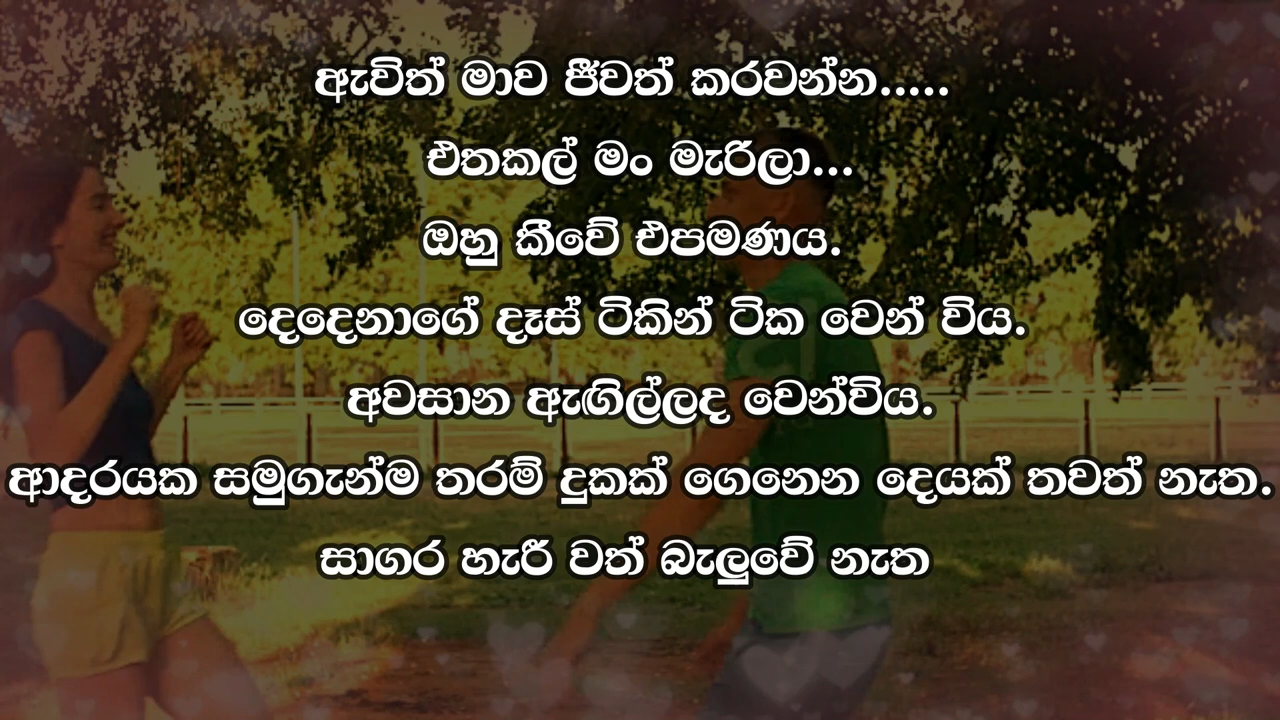 ඇවිත් මාව ජීවත් කරවන්න.....
එතකල් මං මැරිලා...
ඔහු කීවේ එපමණය.
දෙදෙනාගේ දෑස් ටිකින් ටික වෙන් විය.
අවසාන ඇඟිල්ලද වෙන්විය.
ආදරයක සමුගැන්ම තරම් දුකක් ගෙනෙන දෙයක් තවත් නැත.
සාගර හැරී වත් බැලුවේ නැත